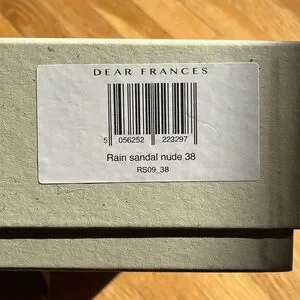 DEAR FRANCES
5 056252 223297
Rain sandal nude 38
RS09_38